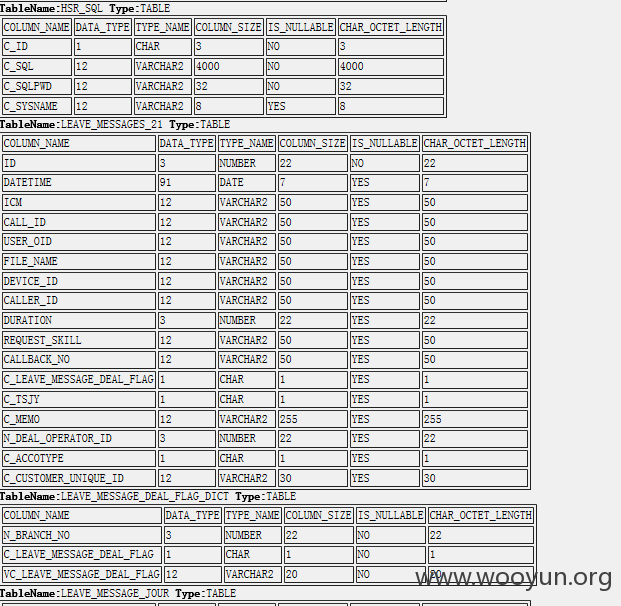 TableName:HSR_SQL Type:TABLE
COLUMN_NAME DATA_TYPE TYPE_NAME COLUMN_SIZE IS_NULLABLE CHAR_OCTET_LENGTH
C_ID 1 CHAR 3 NO 3
C_SQL 12 VARCHAR2 4000 NO 4000
C_SQLPWD 12 VARCHAR2 32 NO 32
C_SYSNAME 12 VARCHAR2 8 YES 8
TableName:LEAVE_MESSAGES_21 Type:TABLE
COLUMN_NAME DATA_TYPE TYPE_NAME COLUMN_SIZE IS_NULLABLE CHAR_OCTET_LENGTH
ID 3 NUMBER 22 NO 22
DATETIME 91 DATE 7 YES 7
ICM 12 VARCHAR2 50 YES 50
CALL_ID 12 VARCHAR2 50 YES 50
USER_OID 12 VARCHAR2 50 YES 50
FILE_NAME 12 VARCHAR2 50 YES 50
DEVICE_ID 12 VARCHAR2 50 YES 50
CALLER_ID 12 VARCHAR2 50 YES 50
DURATION 3 NUMBER 22 YES 22
REQUEST_SKILL 12 VARCHAR2 50 YES 50
CALLBACK_NO 12 VARCHAR2 50 YES 50
C_LEAVE_MESSAGE_DEAL_FLAG 1 CHAR 1 YES 1
C_TSJY 1 CHAR 1 YES 1
C_MEMO 12 VARCHAR2 255 YES 255
N_DEAL_OPERATOR_ID 3 NUMBER 22 YES 22
C_ACCOTYPE 1 CHAR 1 YES 1
C_CUSTOMER_UNIQUE_ID 12 VARCHAR2 30 YES 30
TableName:LEAVE_MESSAGE_DEAL_FLAG_DICT Type:TABLE
COLUMN_NAME DATA_TYPE TYPE_NAME COLUMN_SIZE IS_NULLABLE CHAR_OCTET_LENGTH
N_BRANCH_NO 3 NUMBER 22 NO 22
C_LEAVE_MESSAGE_DEAL_FLAG 1 CHAR 1 NO 1
VC_LEAVE_MESSAGE_DEAL_FLAG 12 VARCHAR2 20 NO 20
www.wooyun.org
TableName:LEAVE_MESSAGE_JOUR Type:TABLE